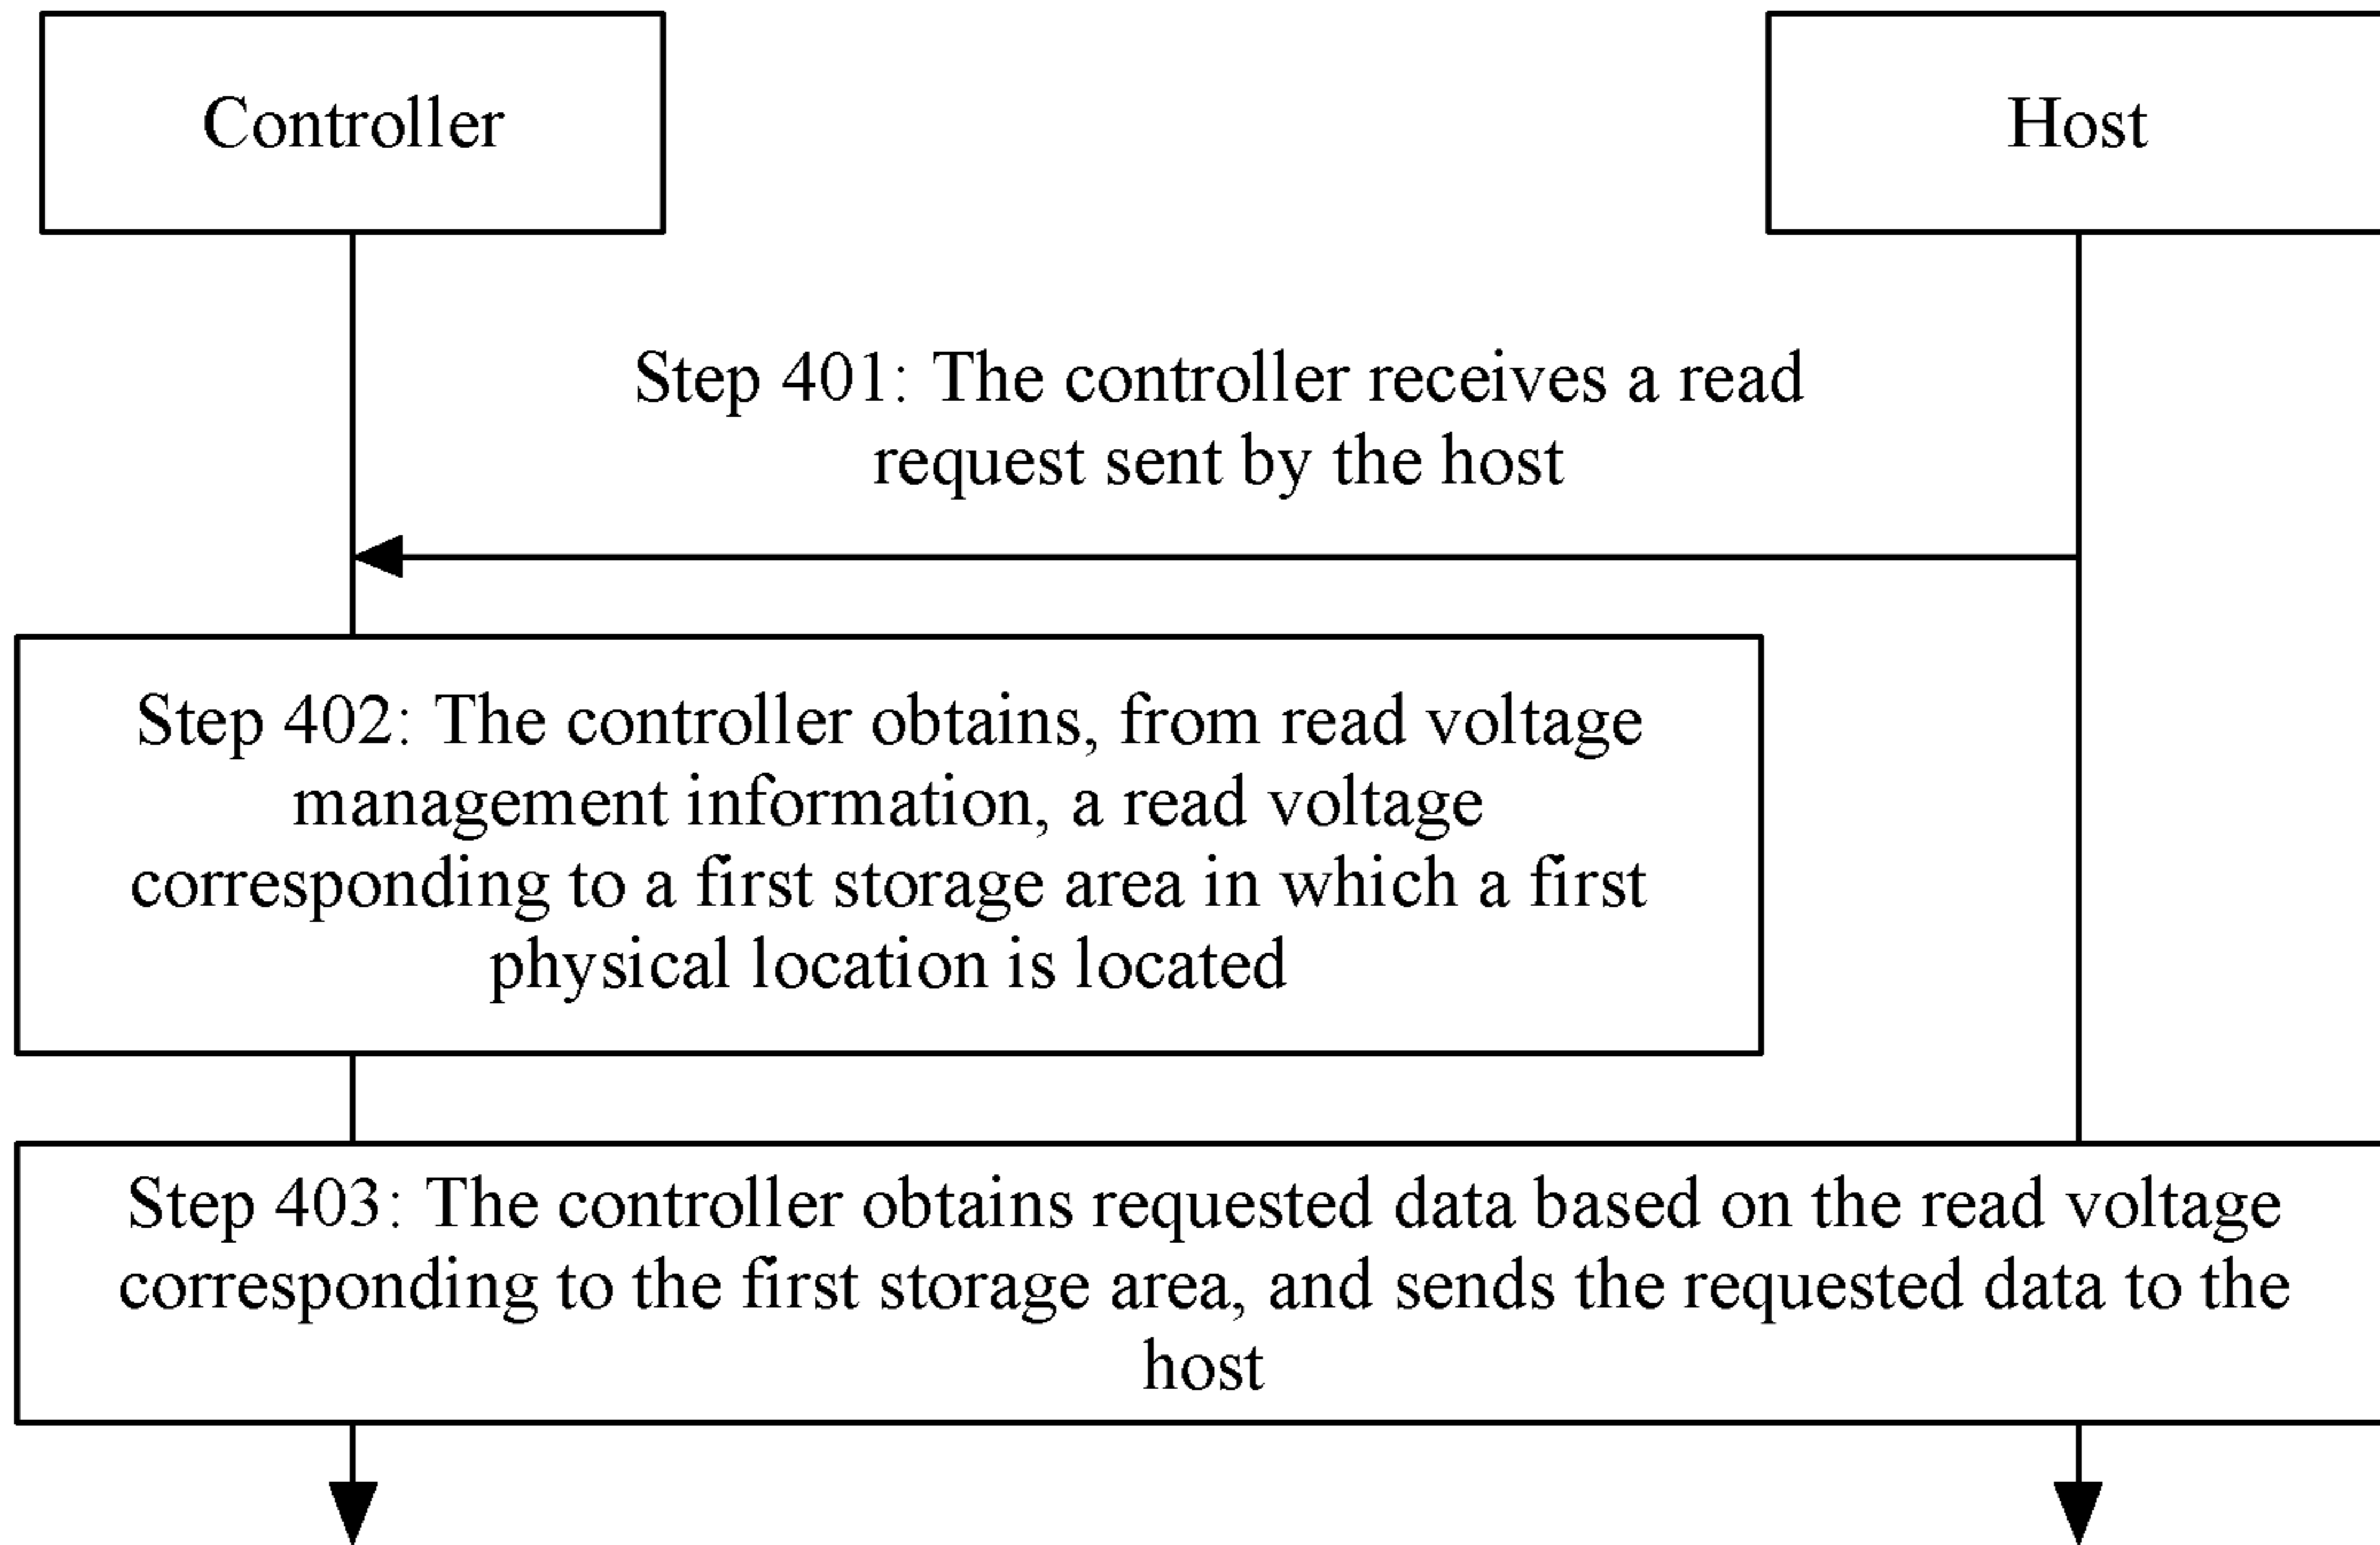 Controller
Host
Step 401: The controller receives a read
request sent by the host
Step 402: The controller obtains, from read voltage
management information, a read voltage
corresponding to a first storage area in which a first
physical location is located
Step 403: The controller obtains requested data based on the read voltage
corresponding to the first storage area, and sends the requested data to the
host